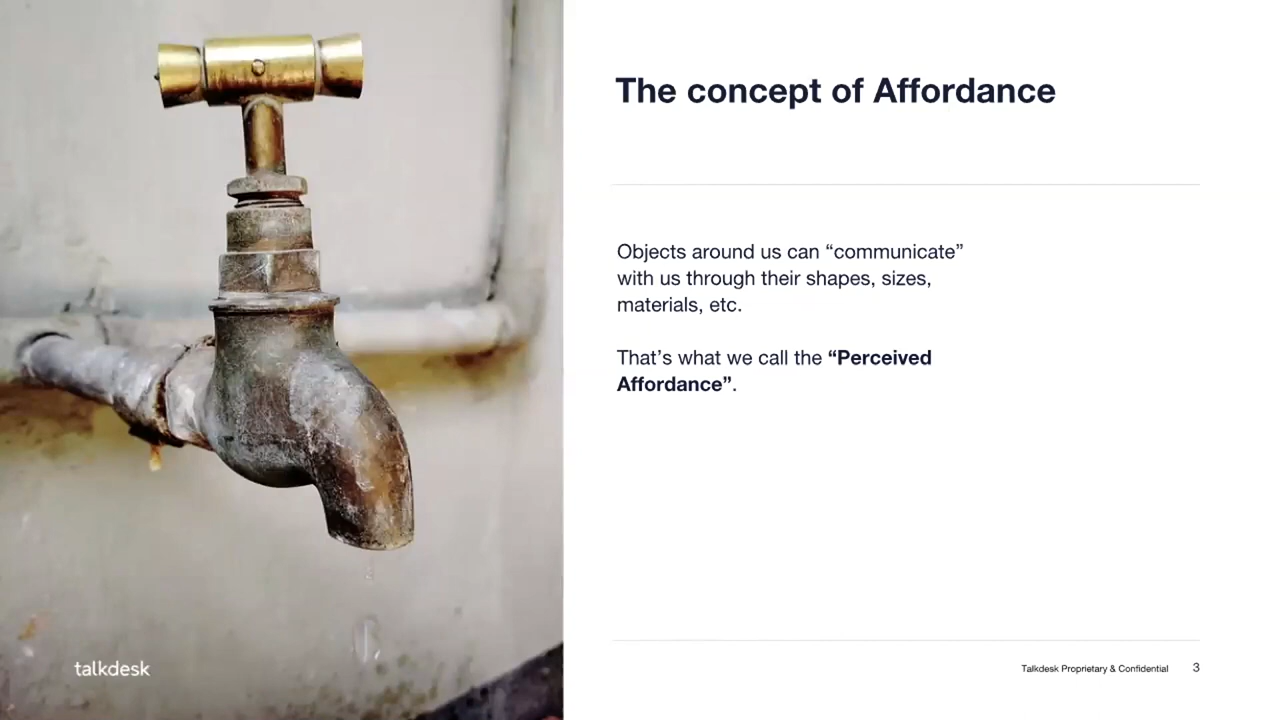 The concept of Affordance
Objects around us can “communicate”
with us through their shapes, sizes,
materials, etc.
That’s what we call the “Perceived
Affordance”.
talkdesk
Talkdesk Proprietary & Confidential
3